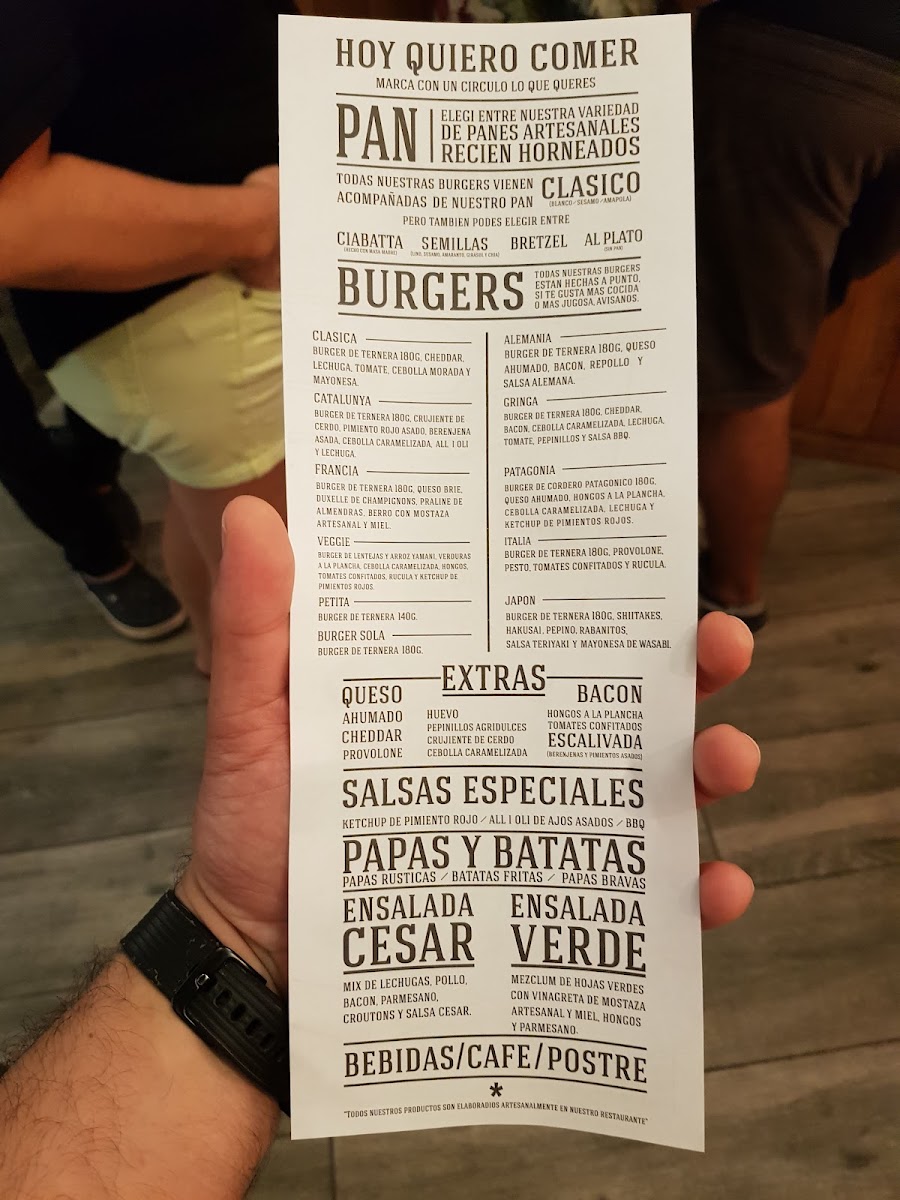 HOY QUIERO COMER
MARCA CON UN CIRCULO LO QUE QUERES
PAN
ELEGI ENTRE NUESTRA VARIEDAD
DE PANES ARTESANALES
RECIEN HORNEADOS
TODAS NUESTRAS BURGERS VIENEN
ACOMPAÑADAS DE NUESTRO PAN
CLASICO
(BLANCO / SESAMO / AMAPOLA)
PERO TAMBIEN PODES ELEGIR ENTRE
CIABATTA
(HECHO CON MASA MADRE)
SEMILLAS
(LINO, SESAMO, AMARANTO, GIRASOL Y CHIA)
BRETZEL
AL PLATO
(SIN PAN)
BURGERS
TODAS NUESTRAS BURGERS
ESTAN HECHAS A PUNTO,
SI TE GUSTA MAS COCIDA
O MAS JUGOSA, AVISANOS.
CLASICA
BURGER DE TERNERA 180G, CHEDDAR,
LECHUGA, TOMATE, CEBOLLA MORADA Y
MAYONESA.
CATALUNYA
BURGER DE TERNERA 180G, CRUJIENTE DE
CERDO, PIMIENTO ROJO ASADO, BERENJENA
ASADA, CEBOLLA CARAMELIZADA, ALL I OLI
Y LECHUGA.
FRANCIA
BURGER DE TERNERA 180G, QUESO BRIE,
DUXELLE DE CHAMPIGNONS, PRALINE DE
ALMENDRAS, BERRO CON MOSTAZA
ARTESANAL Y MIEL.
VEGGIE
BURGER DE LENTEJAS Y ARROZ YAMANI, VERDURAS
A LA PLANCHA, CEBOLLA CARAMELIZADA, HONGOS,
TOMATES CONFITADOS, RUCULA Y KETCHUP DE
PIMIENTOS ROJOS.
PETITA
BURGER DE TERNERA 140G.
BURGER SOLA
BURGER DE TERNERA 180G.
ALEMANIA
BURGER DE TERNERA 180G, QUESO
AHUMADO, BACON, REPOLLO Y
SALSA ALEMANA.
GRINGA
BURGER DE TERNERA 180G, CHEDDAR,
BACON, CEBOLLA CARAMELIZADA, LECHUGA,
TOMATE, PEPINILLOS Y SALSA BBQ.
PATAGONIA
BURGER DE CORDERO PATAGONICO 180G,
QUESO AHUMADO, HONGOS A LA PLANCHA,
CEBOLLA CARAMELIZADA, LECHUGA Y
KETCHUP DE PIMIENTOS ROJOS.
ITALIA
BURGER DE TERNERA 180G, PROVOLONE,
PESTO, TOMATES CONFITADOS Y RUCULA.
JAPON
BURGER DE TERNERA 180G, SHIITAKES,
HAKUSAI, PEPINO, RABANITOS,
SALSA TERIYAKI Y MAYONESA DE WASABI.
EXTRAS
QUESO
AHUMADO
CHEDDAR
PROVOLONE
HUEVO
PEPINILLOS AGRIDULCES
CRUJIENTE DE CERDO
CEBOLLA CARAMELIZADA
BACON
HONGOS A LA PLANCHA
TOMATES CONFITADOS
ESCALIVADA
(BERENJENAS Y PIMIENTOS ASADOS)
SALSAS ESPECIALES
KETCHUP DE PIMIENTO ROJO / ALL I OLI DE AJOS ASADOS / BBQ
PAPAS Y BATATAS
PAPAS RUSTICAS / BATATAS FRITAS / PAPAS BRAVAS
ENSALADA
CESAR
MIX DE LECHUGAS, POLLO,
BACON, PARMESANO,
CROUTONS Y SALSA CESAR.
ENSALADA
VERDE
MEZCLUM DE HOJAS VERDES
CON VINAGRETA DE MOSTAZA
ARTESANAL Y MIEL, HONGOS
Y PARMESANO.
BEBIDAS/CAFE/POSTRE
*
"TODOS NUESTROS PRODUCTOS SON ELABORADIOS ARTESANALMENTE EN NUESTRO RESTAURANTE"